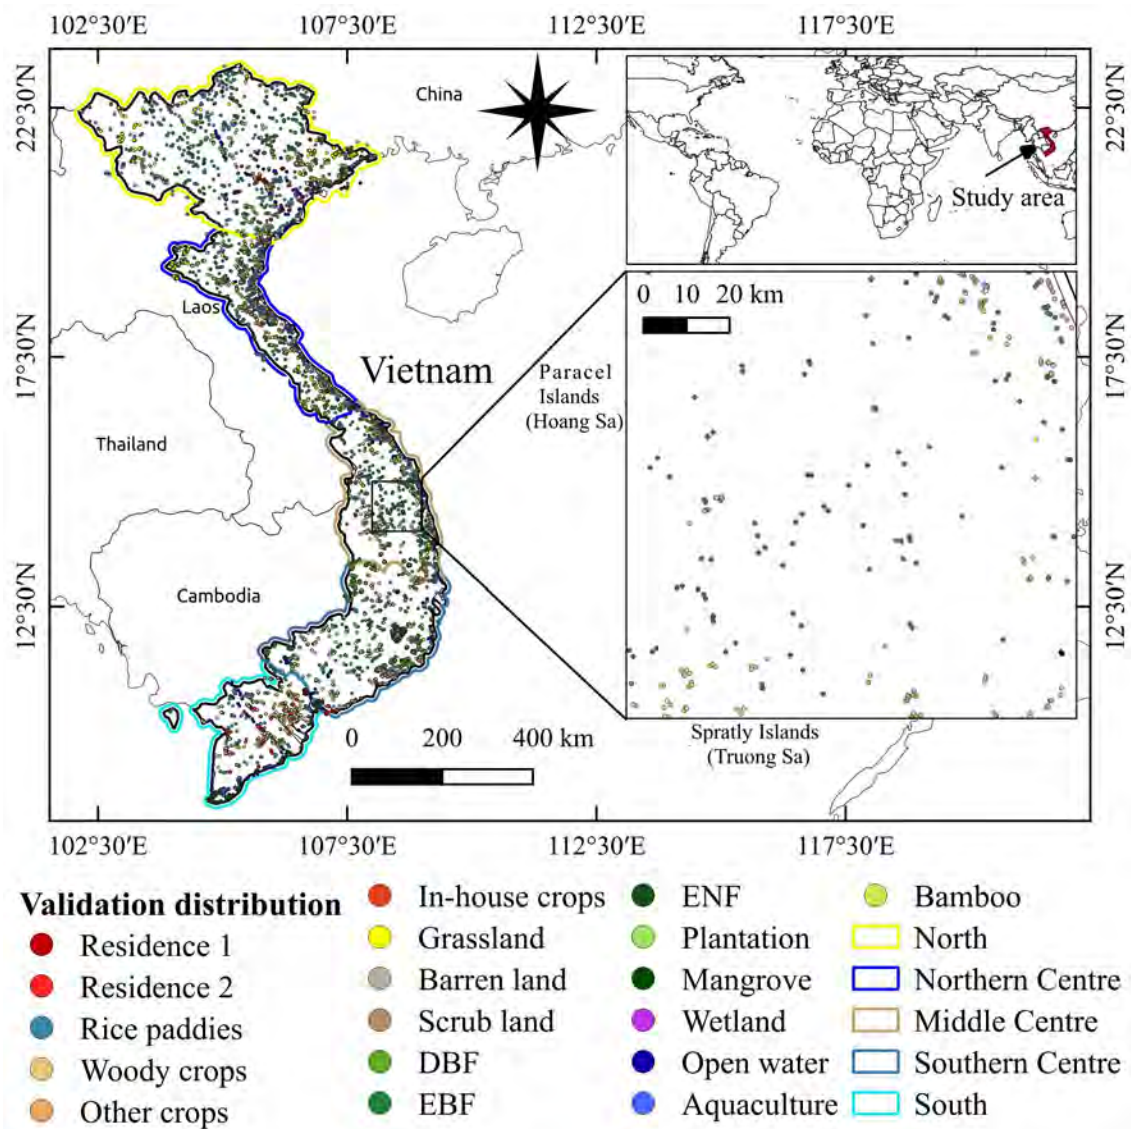 102°30'E 107°30'E 112°30'E 117°30'E
22°30'N
17°30'N
12°30'N
China
Laos
Vietnam
Thailand
Cambodia
Paracel
Islands
(Hoang Sa)
Study area
0 10 20 km
22°30'N
17°30'N
12°30'N
Spratly Islands
(Truong Sa)
0 200 400 km
102°30'E 107°30'E 112°30'E 117°30'E
Validation distribution
Residence 1
Residence 2
Rice paddies
Woody crops
Other crops
In-house crops
Grassland
Barren land
Scrub land
DBF
EBF
ENF
Plantation
Mangrove
Wetland
Open water
Aquaculture
Bamboo
North
Northern Centre
Middle Centre
Southern Centre
South